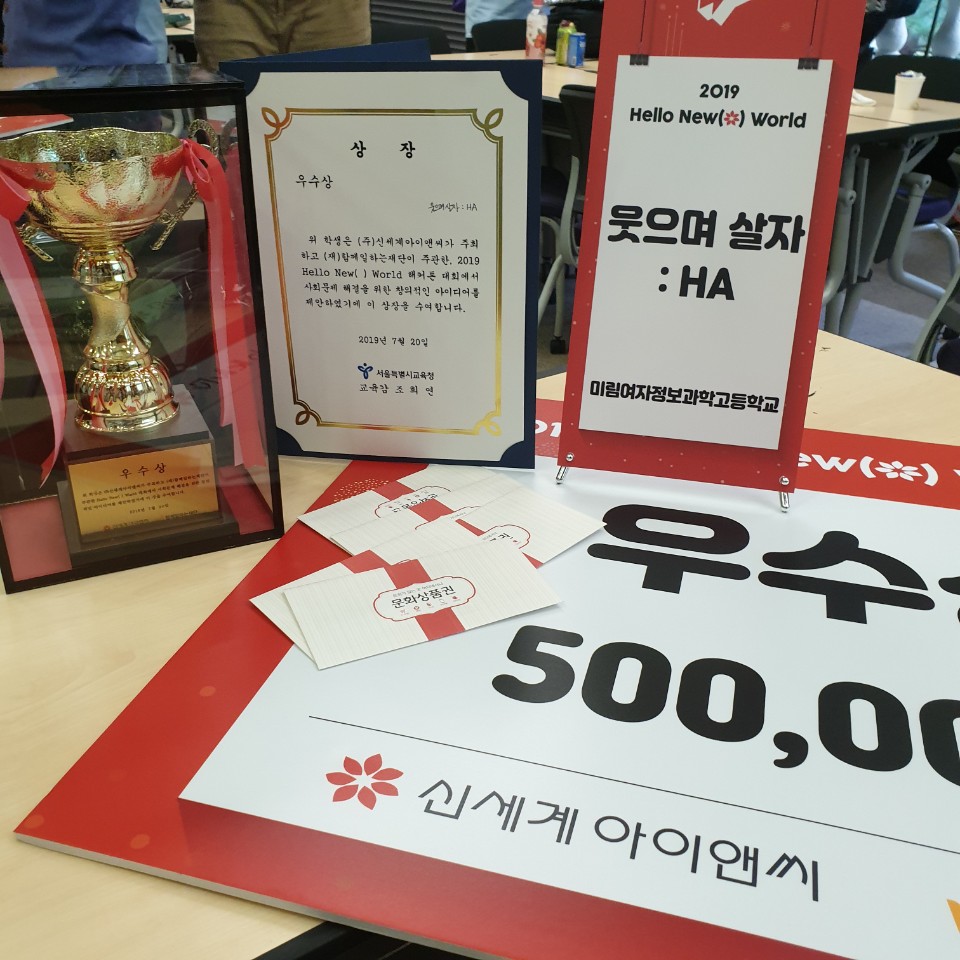 상 장
우수상
웃으며살자 : HA
위 학생은 (주)신세계아이앤씨가 주최
하고 (재)함께일하는재단이 주관한, 2019
Hello New( ) World 해커톤 대회에서
사회문제 해결을 위한 창의적인 아이디어를
제안하였기에 이 상장을 수여합니다.
2019년 7월 20일
서울특별시교육청
교육감 조희연
2019
Hello New( ) World
웃으며 살자
: HA
미림여자정보과학고등학교
우수상
문화상품권
ew( )
우수
500,00
신세계아이앤씨